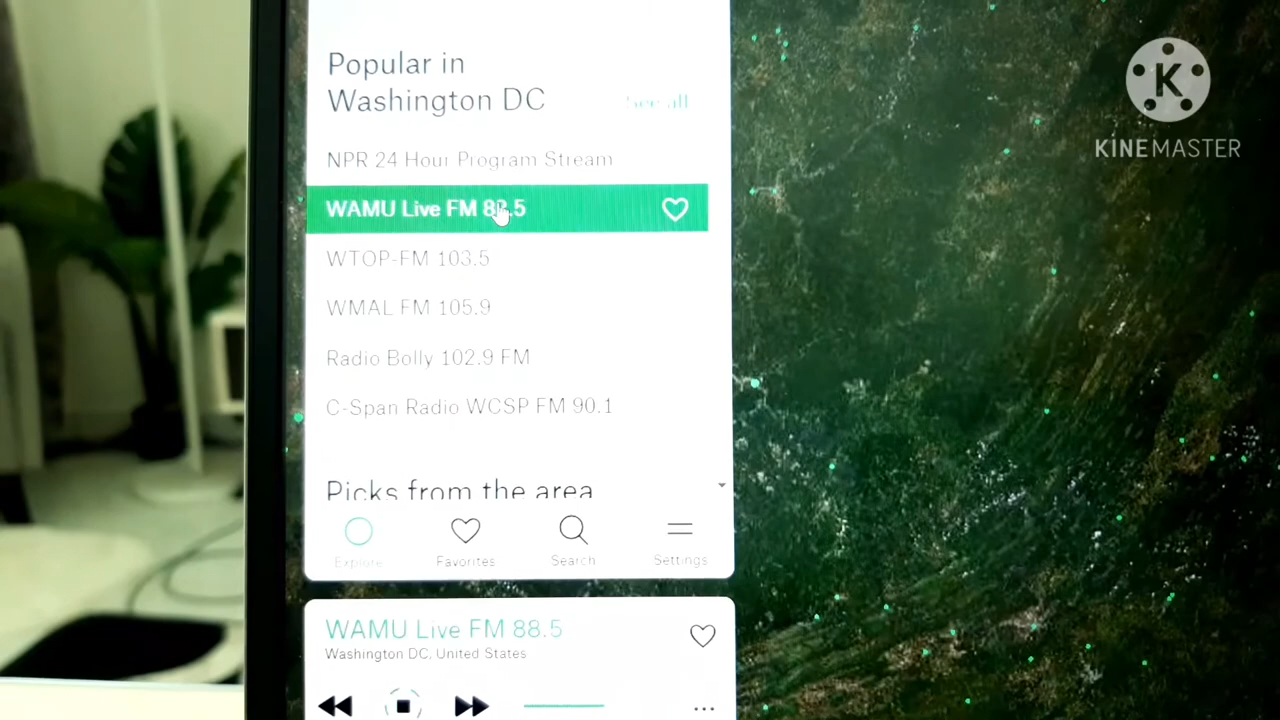 Popular in
Washington DC
See all
NPR 24 Hour Program Stream
WAMU Live FM 88.5
WTOP-FM 103.5
WMAL FM 105.9
Radio Bolly 102.9 FM
C-Span Radio WCSP FM 90.1
Picks from the area
Explore
Favorites
Search
Settings
WAMU Live FM 88.5
Washington DC, United States
K
KINEMASTER